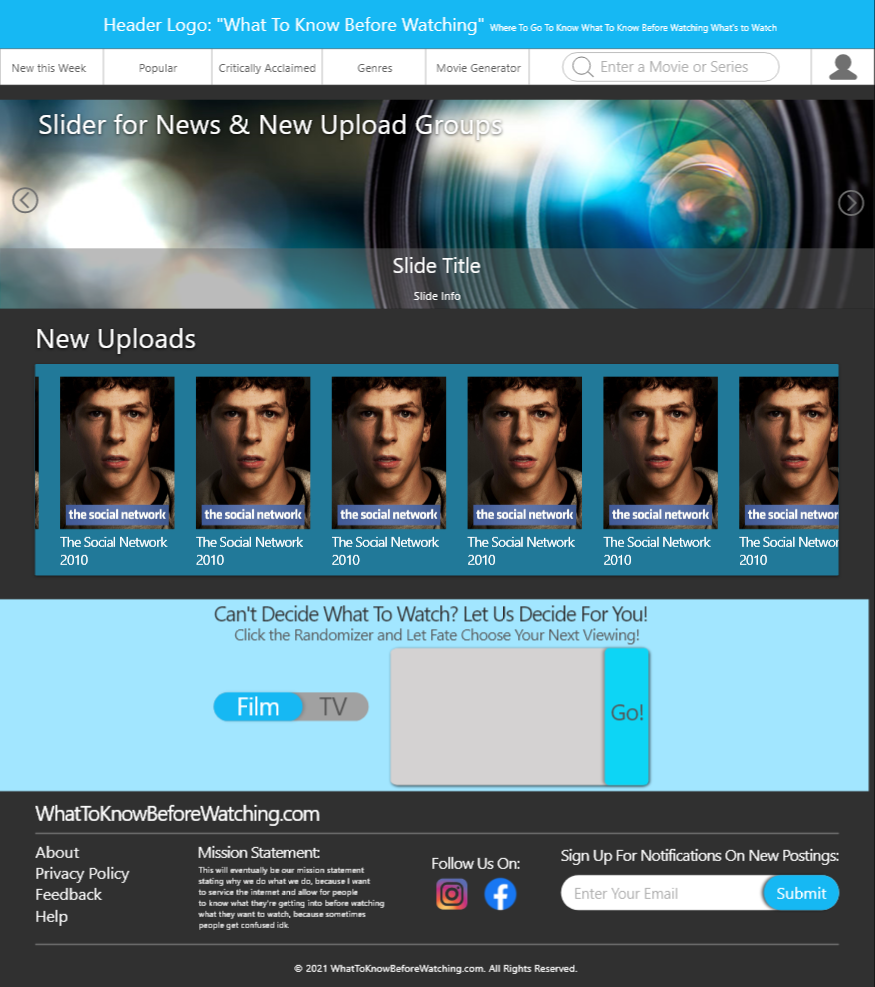 Header Logo: "What To Know Before Watching" Where To Go To Know What To Know Before Watching What's to Watch
New this Week
Popular
Critically Acclaimed
Genres
Movie Generator
Enter a Movie or Series
Slider for News & New Upload Groups
Slide Title
Slide Info
New Uploads
the social network
the social network
the social network
the social network
the social network
the social networ
The Social Network
2010
The Social Network
2010
The Social Network
2010
The Social Network
2010
The Social Network
2010
The Social Networ
2010
Can't Decide What To Watch? Let Us Decide For You!
Click the Randomizer and Let Fate Choose Your Next Viewing!
Film
TV
Go!
WhatToKnowBeforeWatching.com
About
Privacy Policy
Feedback
Help
Mission Statement:
This will eventually be our mission statement
stating why we do what we do, because I want
to service the internet and allow for people
to know what they're getting into before watching
what they want to watch, because sometimes
people get confused idk.
Follow Us On:
Sign Up For Notifications On New Postings:
Enter Your Email
Submit
© 2021 WhatToKnowBeforeWatching.com. All Rights Reserved.